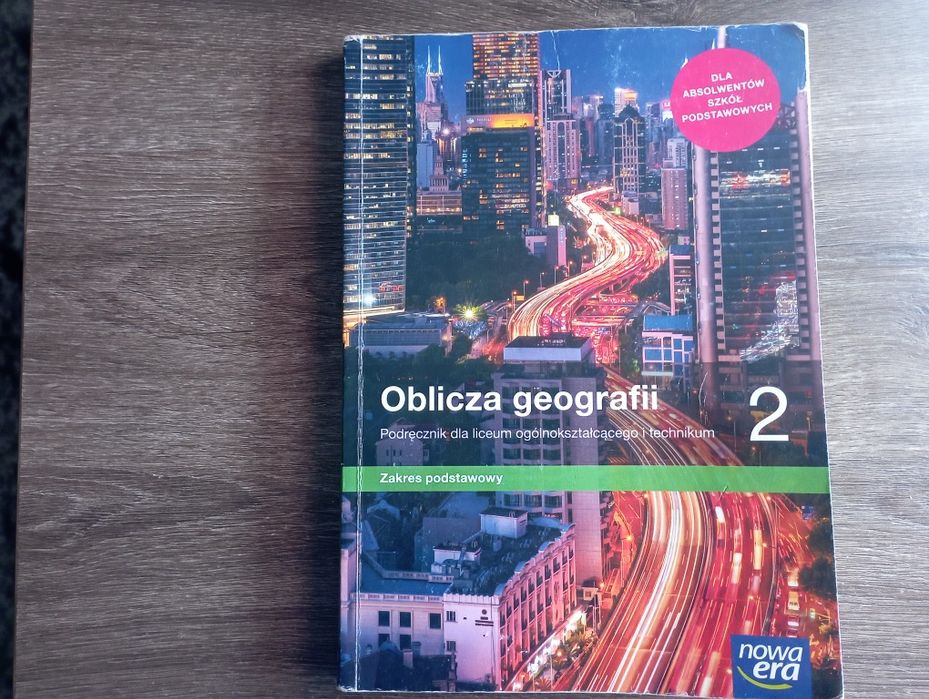 DLA
ABSOLWENTÓW
SZKÓŁ
PODSTAWOWYCH
Oblicza geografii 2
Podręcznik dla liceum ogólnokształcącego i technikum
Zakres podstawowy
nowa
era